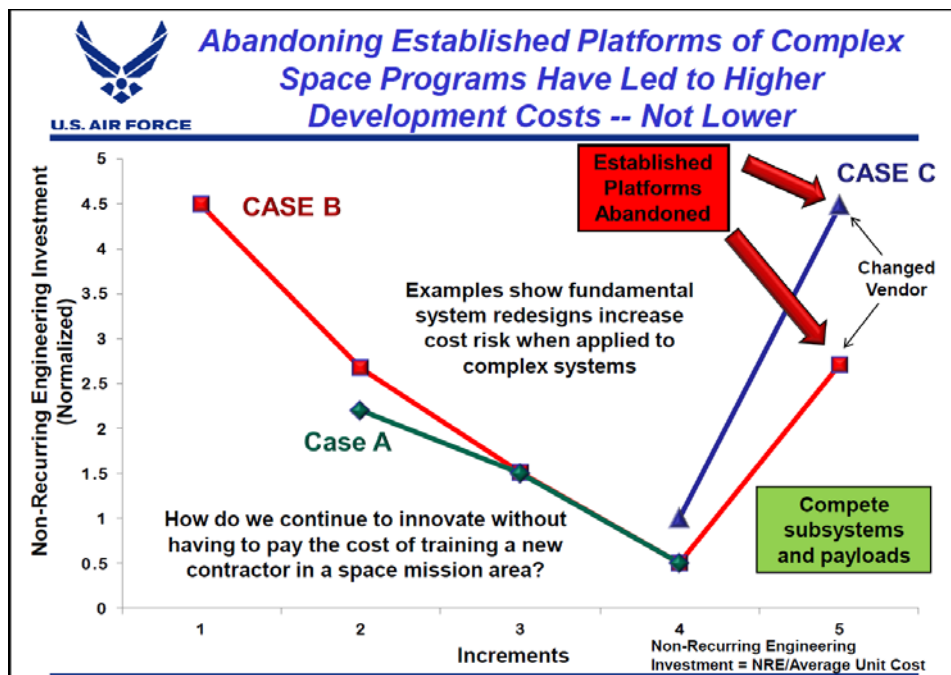 Abandoning Established Platforms of Complex
Space Programs Have Led to Higher
Development Costs -- Not Lower
U.S. AIR FORCE
Non-Recurring Engineering Investment
(Normalized)
5
4.5
4
3.5
3
2.5
2
1.5
1
0.5
0
CASE B
Case A
Established
Platforms
Abandoned
CASE C
Changed
Vendor
Examples show fundamental
system redesigns increase
cost risk when applied to
complex systems
How do we continue to innovate without
having to pay the cost of training a new
contractor in a space mission area?
Compete
subsystems
and payloads
1
2
3
4
5
Increments
Non-Recurring Engineering
Investment = NRE/Average Unit Cost